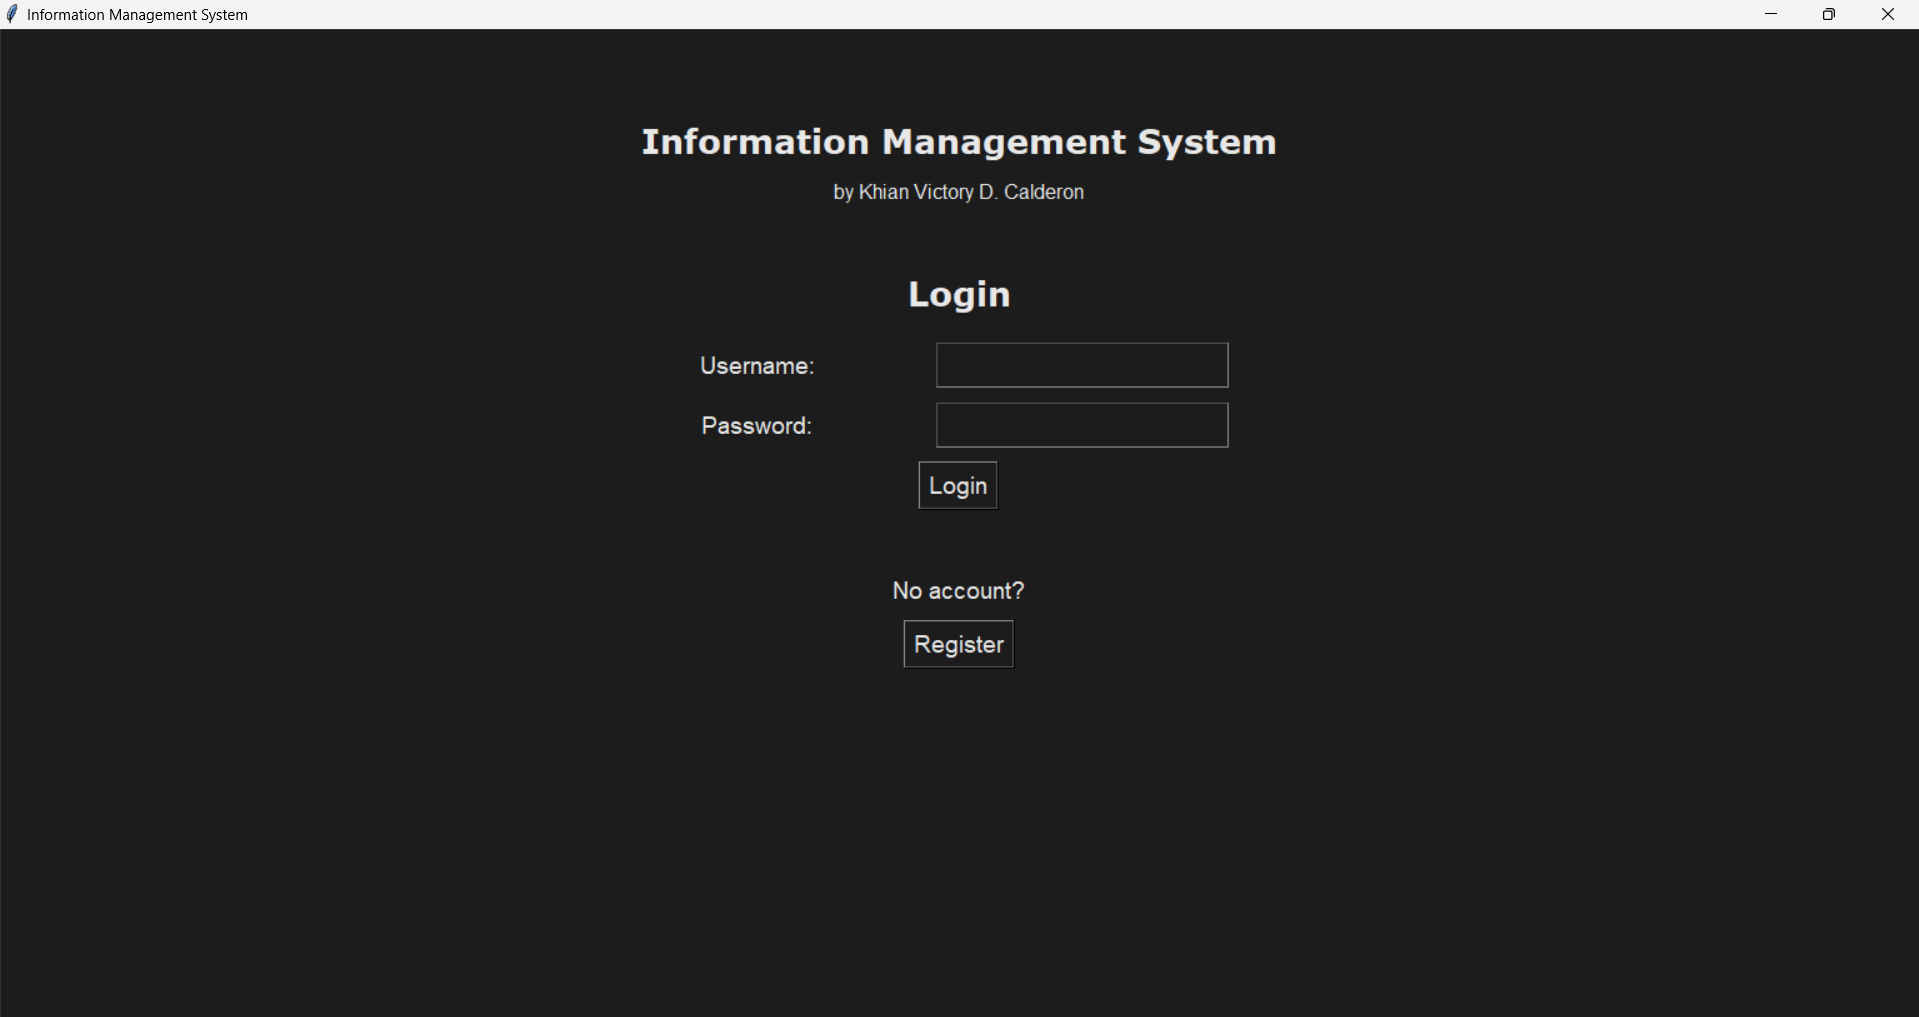 Information Management System
Information Management System
by Khian Victory D. Calderon
Login
Username:
Password:
Login
No account?
Register